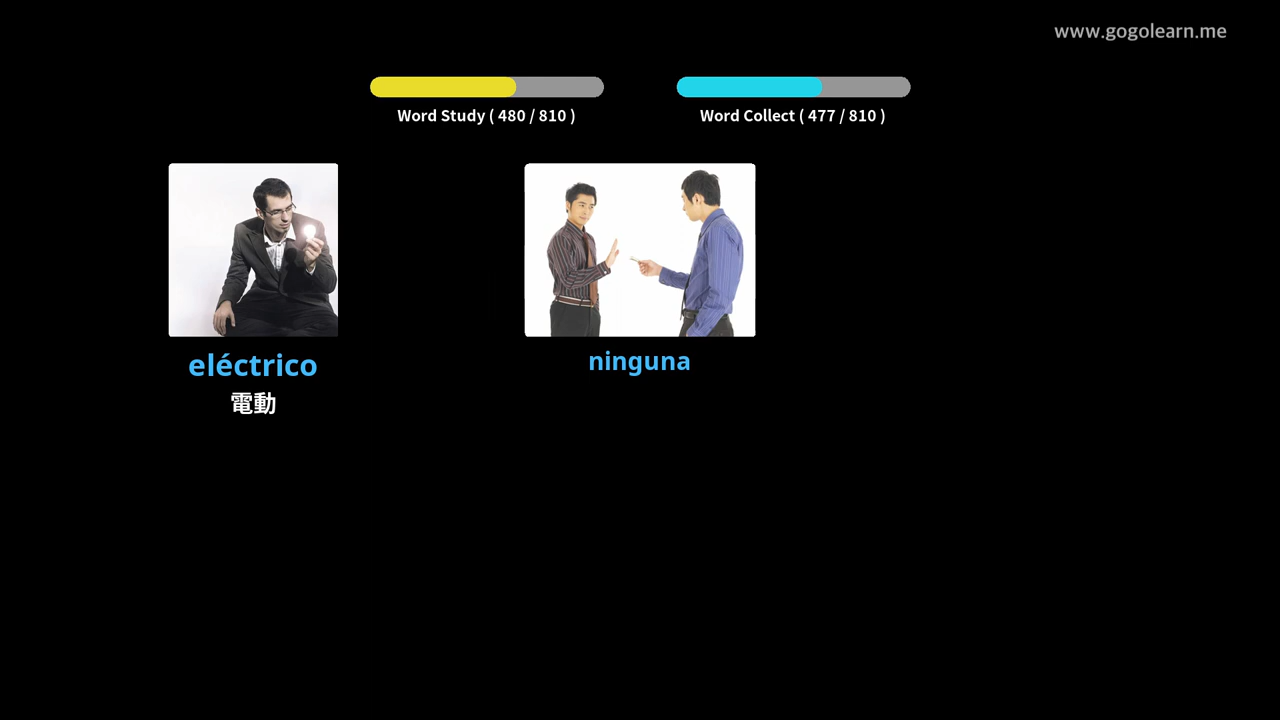 www.gogolearn.me
Word Study ( 480 / 810 )
Word Collect ( 477 / 810 )
eléctrico
電動
ninguna